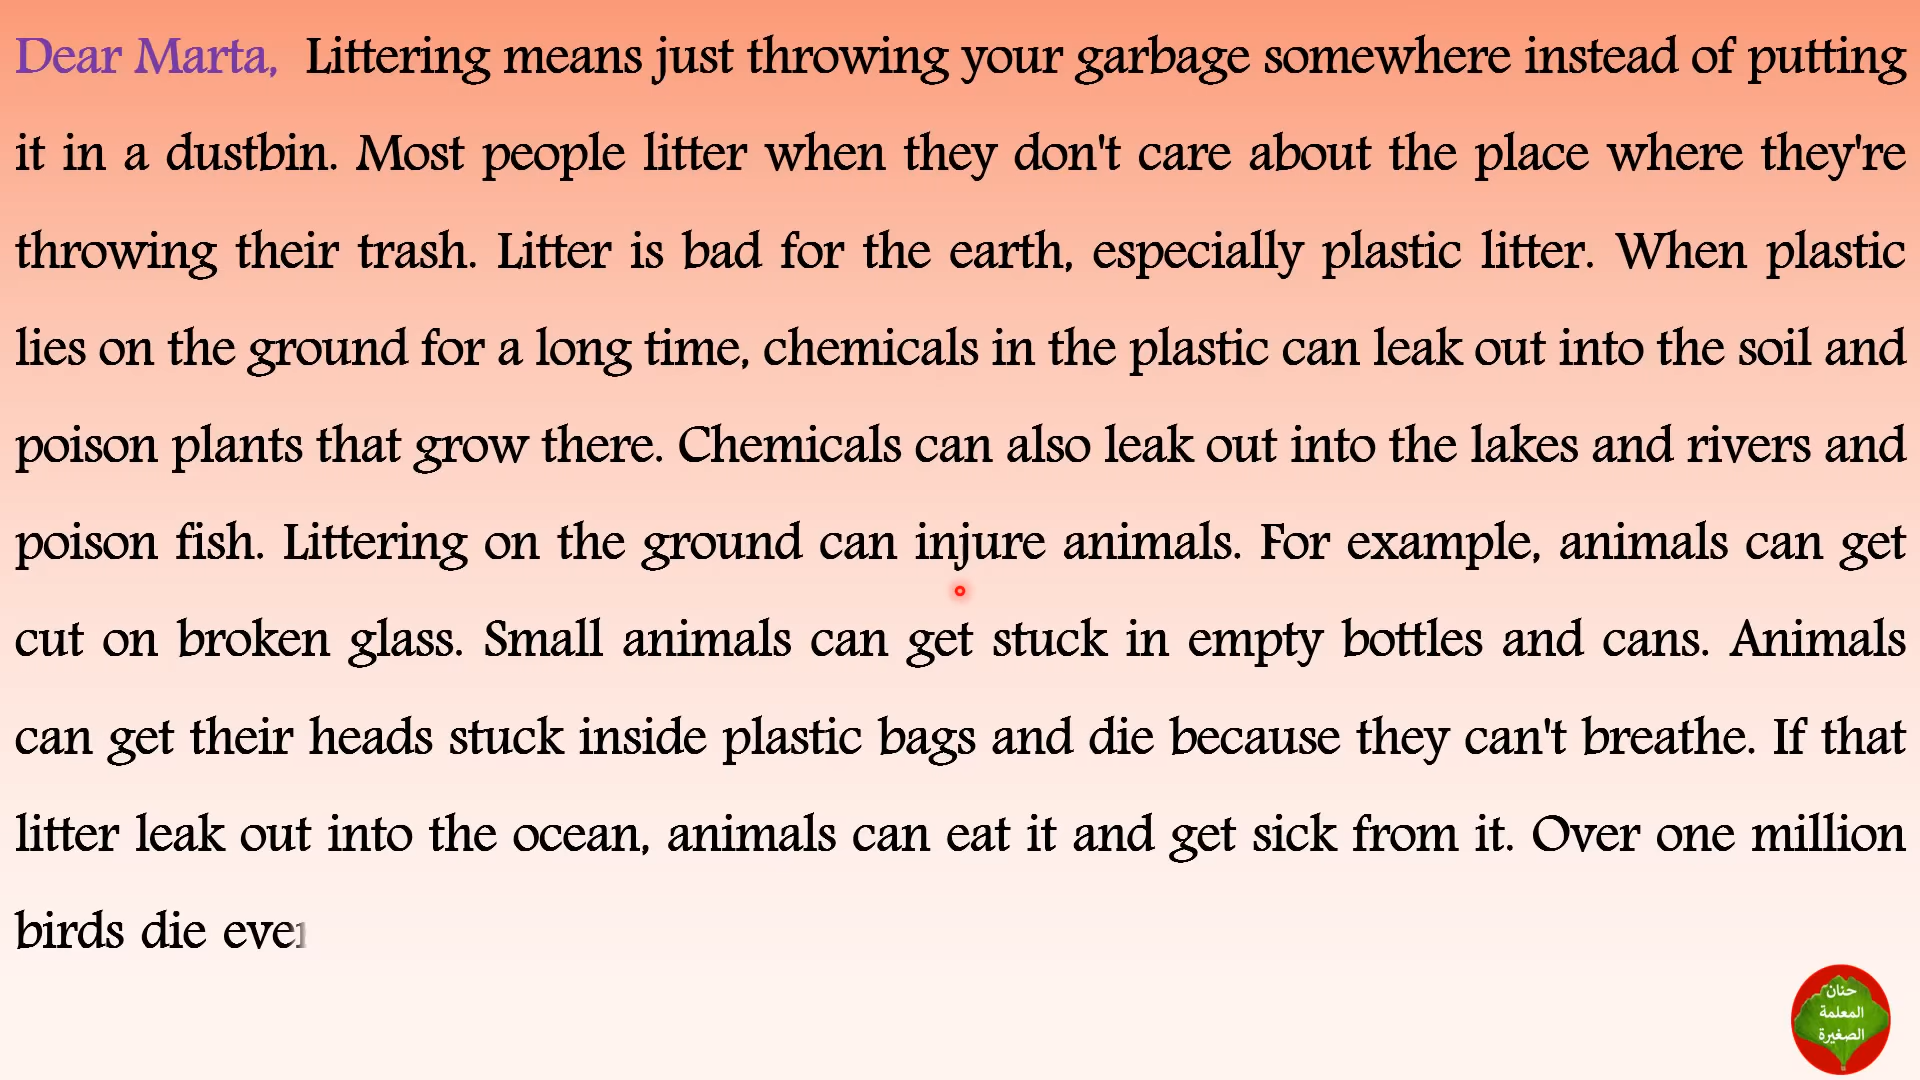 Dear Marta, Littering means just throwing your garbage somewhere instead of putting
it in a dustbin. Most people litter when they don't care about the place where they're
throwing their trash. Litter is bad for the earth, especially plastic litter. When plastic
lies on the ground for a long time, chemicals in the plastic can leak out into the soil and
poison plants that grow there. Chemicals can also leak out into the lakes and rivers and
poison fish. Littering on the ground can injure animals. For example, animals can get
cut on broken glass. Small animals can get stuck in empty bottles and cans. Animals
can get their heads stuck inside plastic bags and die because they can't breathe. If that
litter leak out into the ocean, animals can eat it and get sick from it. Over one million
birds die
حنان
المعلمة
الصغيرة